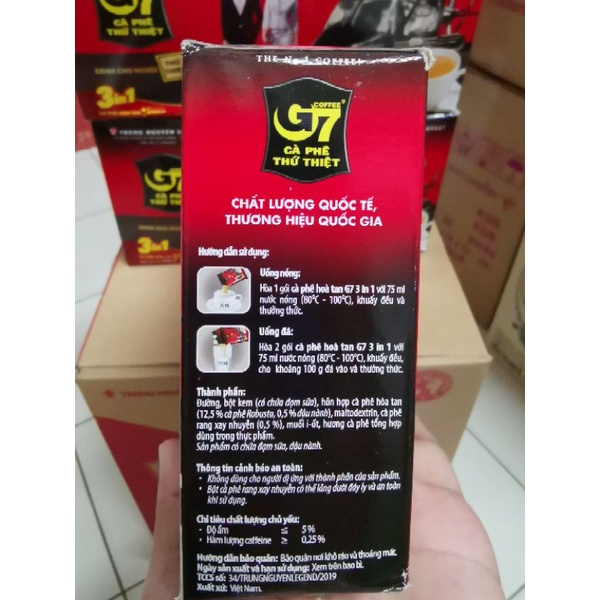 THE No.1 COFFEE
G7
COFFEE
CÀ PHÊ
THỨ THIỆT
CHẤT LƯỢNG QUỐC TẾ,
THƯƠNG HIỆU QUỐC GIA
Hướng dẫn sử dụng:
Uống nóng:
Hòa 1 gói cà phê hoà tan G7 3 in 1 với 75 ml
nước nóng (80°C - 100°C), khuấy đều và
thưởng thức.
Uống đá:
Hòa 2 gói cà phê hoà tan G7 3 in 1 với
75 ml nước nóng (80°C - 100°C), khuấy đều,
cho khoảng 100 g đá vào và thưởng thức.
Thành phần:
Đường, bột kem (có chứa đạm sữa), hỗn hợp cà phê hòa tan
(12,5 % cà phê Robusta, 0,5 % đậu nành), maltodextrin, cà phê
rang xay nhuyễn (0,5 %), muối i-ốt, hương cà phê tổng hợp
dùng trong thực phẩm.
Sản phẩm có chứa đạm sữa, đậu nành.
Thông tin cảnh báo an toàn:
• Không dùng cho người dị ứng với thành phần của sản phẩm.
• Bột cà phê rang xay nhuyễn có thể lắng dưới đáy ly và an toàn
khi sử dụng.
Chỉ tiêu chất lượng chủ yếu:
• Độ ẩm ≤ 5 %
• Hàm lượng caffeine ≥ 0,25 %
Hướng dẫn bảo quản: Bảo quản nơi khô ráo và thoáng mát.
Ngày sản xuất và hạn sử dụng: Xem trên bao bì.
TCCS số: 34/TRUNGNGUYENLEGEND/2019
Xuất xứ: Việt Nam.
G7
CÀ PHÊ
THỨ THIỆT
3in1
G7
CÀ PHÊ
THỨ THIỆT
3in1